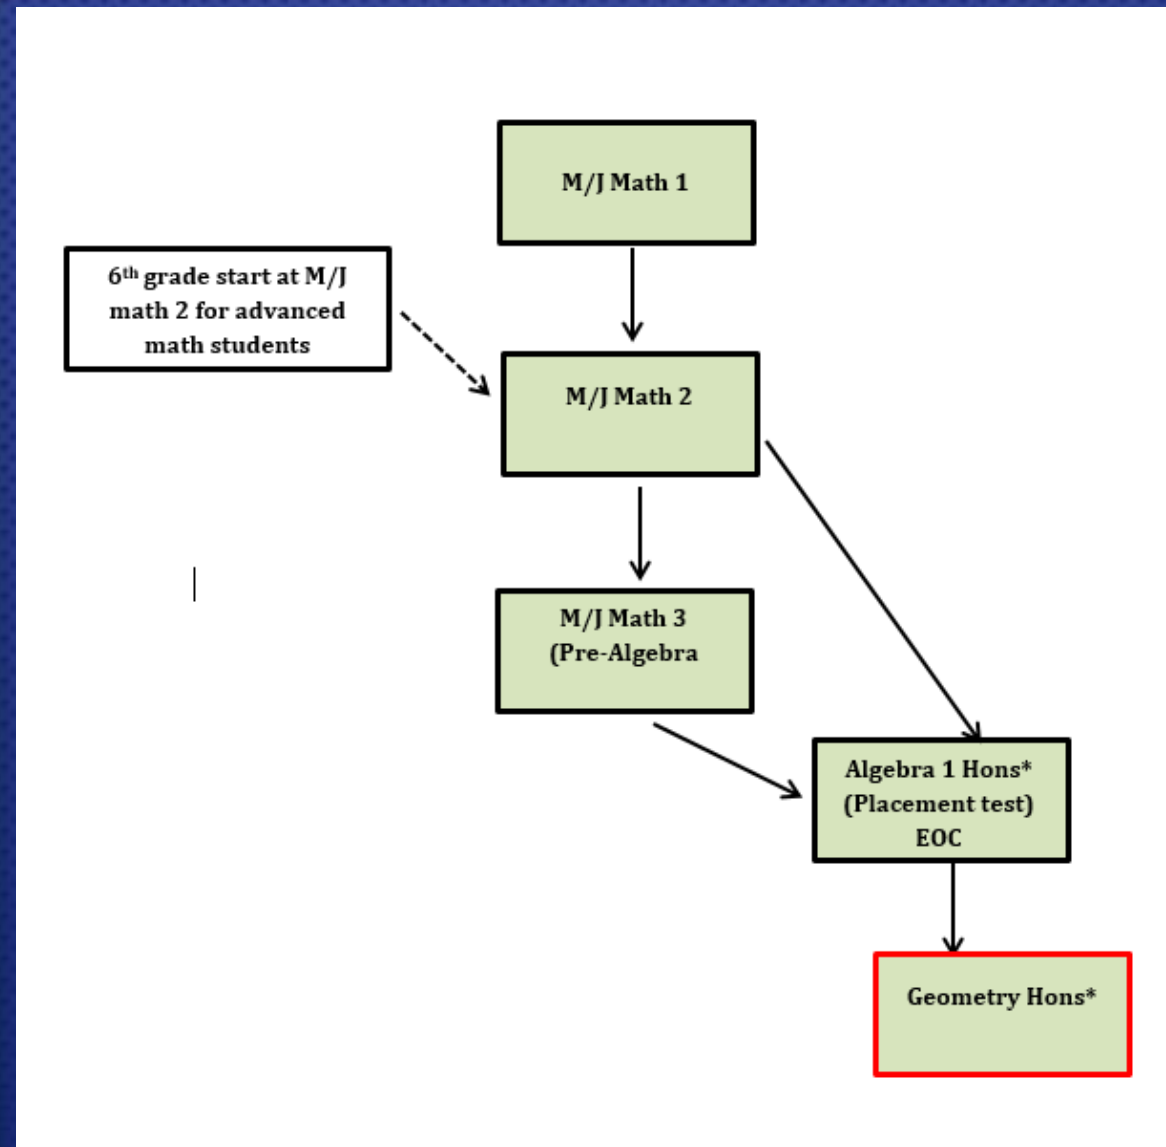 M/J Math 1
6th grade start at M/J
math 2 for advanced
math students
M/J Math 2
M/J Math 3
(Pre-Algebra
Algebra 1 Hons*
(Placement test)
EOC
Geometry Hons*